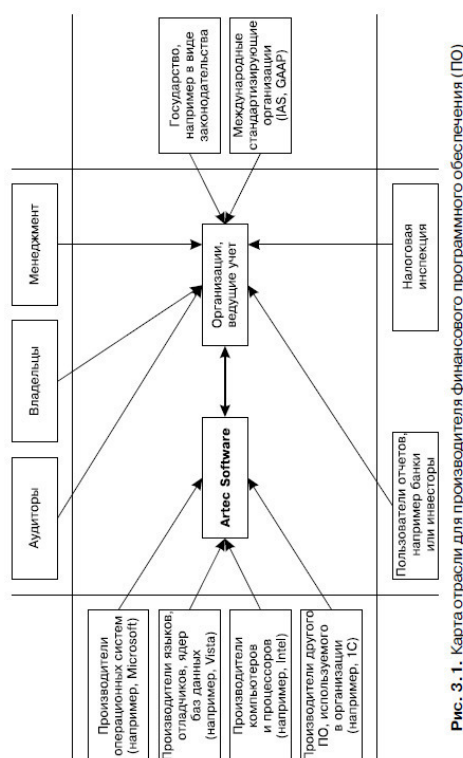 Аудиторы
Владельцы
Менеджмент
Производители
операционных систем
(например, Microsoft)
Производители языков,
отладчиков, ядер
баз данных
(например, Vista)
Производители
компьютеров
и процессоров
(например, Intel)
Производители другого
ПО, используемого
в организации
(например, 1С)
Artec Software
Организации,
ведущие учет
Государство,
например в виде
законодательства
Международные
стандартизирующие
организации
(IAS, GAAP)
Пользователи отчетов,
например банки
или инвесторы
Налоговая
инспекция
Рис. 3.1. Карта отрасли для производителя финансового программного обеспечения (ПО)